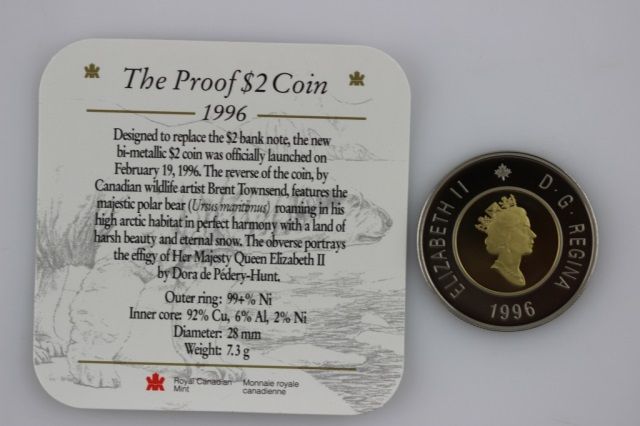 The Proof $2 Coin
1996
Designed to replace the $2 bank note, the new
bi-metallic $2 coin was officially launched on
February 19, 1996. The reverse of the coin, by
Canadian wildlife artist Brent Townsend, features the
majestic polar bear (Ursus maritimus) roaming in his
high arctic habitat in perfect harmony with a land of
harsh beauty and eternal snow. The obverse portrays
the effigy of Her Majesty Queen Elizabeth II
by Dora de Pédery-Hunt.
Outer ring: 99+% Ni
Inner core: 92% Cu, 6% Al, 2% Ni
Diameter: 28 mm
Weight: 7.3 g
Royal Canadian Monnaie royale
Mint canadienne
ELIZABETH II D.G. REGINA
1996